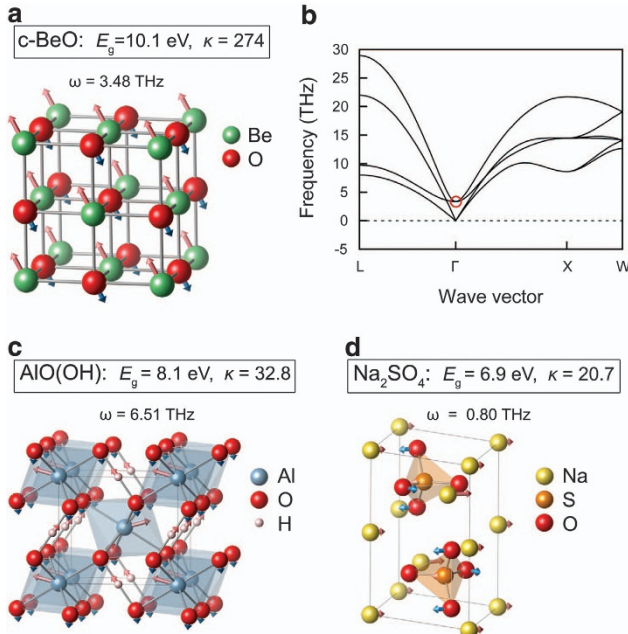 a
c-BeO: Eg=10.1 eV, κ = 274
ω = 3.48 THz
Be
O
b
Frequency (THz)
30
25
20
15
10
5
0
-5
L
Γ
X
W
Wave vector
c
AlO(OH): Eg = 8.1 eV, κ = 32.8
ω = 6.51 THz
Al
O
H
d
Na₂SO₄: Eg = 6.9 eV, κ = 20.7
ω = 0.80 THz
Na
S
O